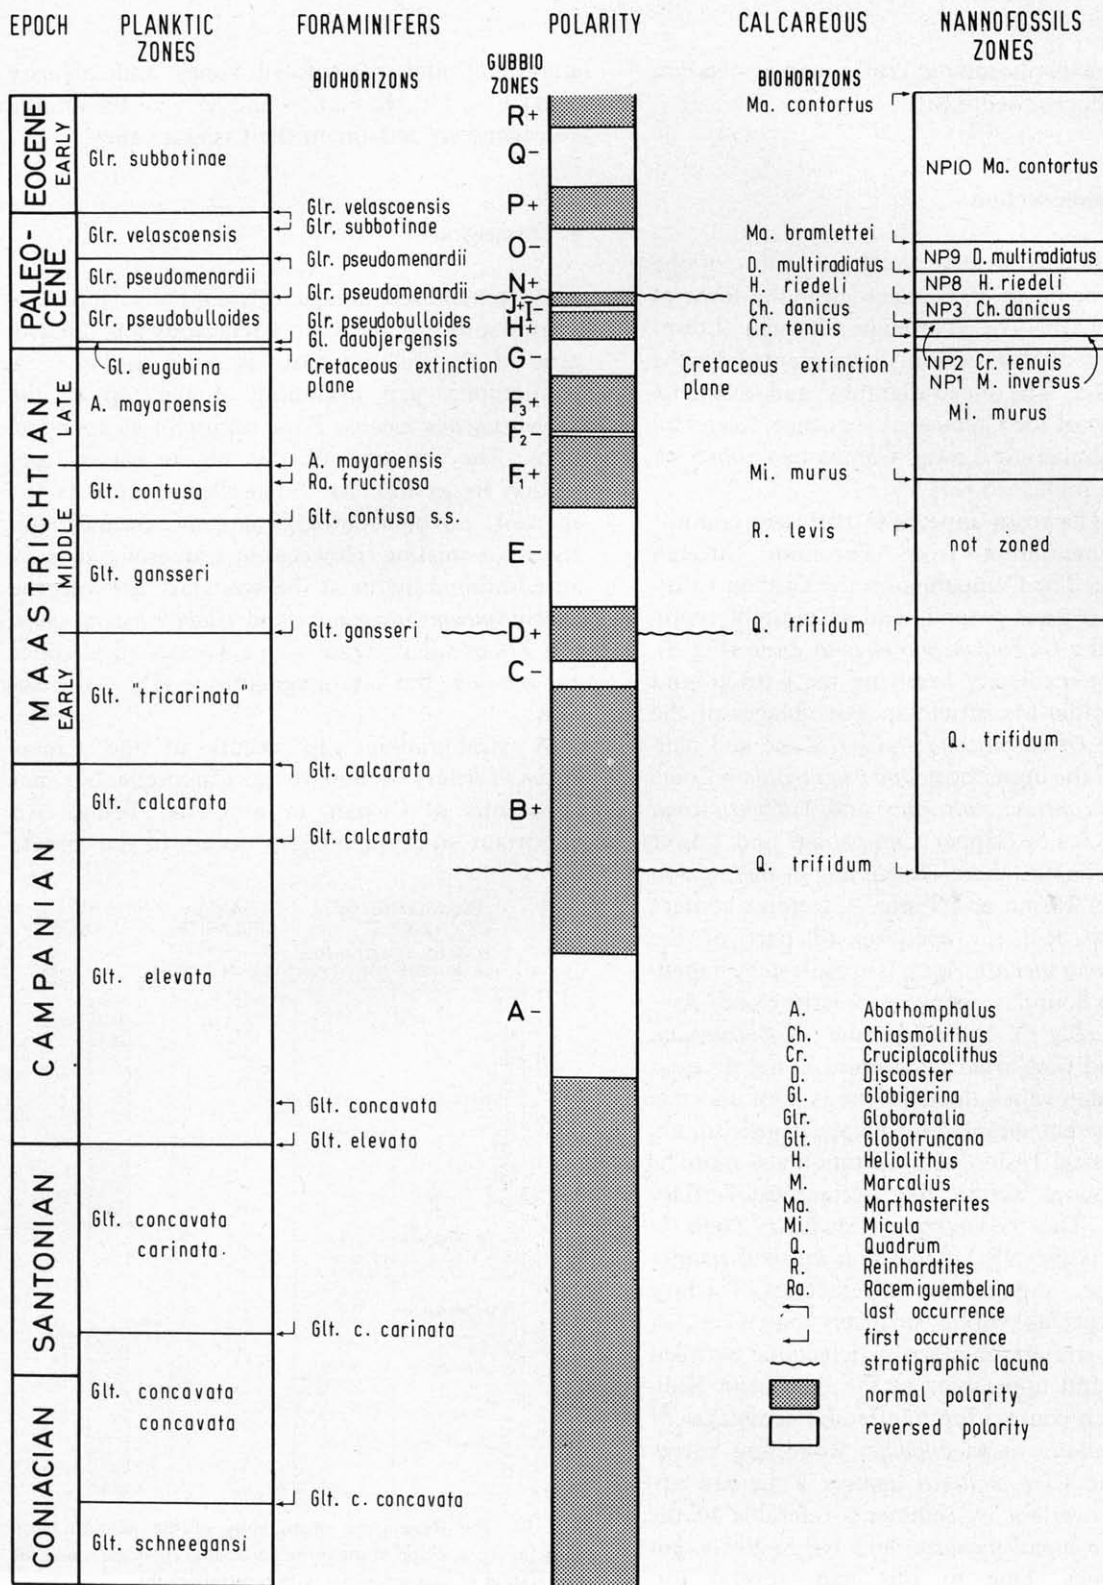 EPOCH
PLANKTIC
ZONES
FORAMINIFERS
BIOHORIZONS
GUBBIO
ZONES
POLARITY
CALCAREOUS
BIOHORIZONS
NANNOFOSSILS
ZONES
EOCENE
EARLY
PALEO-
CENE
MAASTRICHTIAN
LATE
MIDDLE
EARLY
CAMPANIAN
SANTONIAN
CONIACIAN
Glr. subbotinae
Glr. velascoensis
Glr. pseudomenardii
Glr. pseudobulloides
Gl. eugubina
A. mayaroensis
Glt. contusa
Glt. gansseri
Glt. "tricarinata"
Glt. calcarata
Glt. elevata
Glt. concavata
carinata.
Glt. concavata
concavata
Glt. schneegansi
Glr. velascoensis
Glr. subbotinae
Glr. pseudomenardii
Glr. pseudomenardii
Glr. pseudobulloides
Gl. daubjergensis
Cretaceous extinction
plane
A. mayaroensis
Ra. fructicosa
Glt. contusa s.s.
Glt. gansseri
Glt. calcarata
Glt. calcarata
Glt. concavata
Glt. elevata
Glt. c. carinata
Glt. c. concavata
R+
Q-
P+
O-
N+
J+I-
H+
G-
F3+
F2-
F1+
E-
D+
C-
B+
A-
Ma. contortus
Ma. bramlettei
D. multiradiatus
H. riedeli
Ch. danicus
Cr. tenuis
Cretaceous extinction
plane
Mi. murus
R. levis
Q. trifidum
Q. trifidum
NP10 Ma. contortus
NP9 D. multiradiatus
NP8 H. riedeli
NP3 Ch. danicus
NP2 Cr. tenuis
NP1 M. inversus
Mi. murus
not zoned
Q. trifidum
A. Abathomphalus
Ch. Chiasmolithus
Cr. Cruciplacolithus
D. Discoaster
Gl. Globigerina
Glr. Globorotalia
Glt. Globotruncana
H. Heliolithus
M. Marcalius
Ma. Marthasterites
Mi. Micula
Q. Quadrum
R. Reinhardtites
Ra. Racemiguembelina
last occurrence
first occurrence
stratigraphic lacuna
normal polarity
reversed polarity